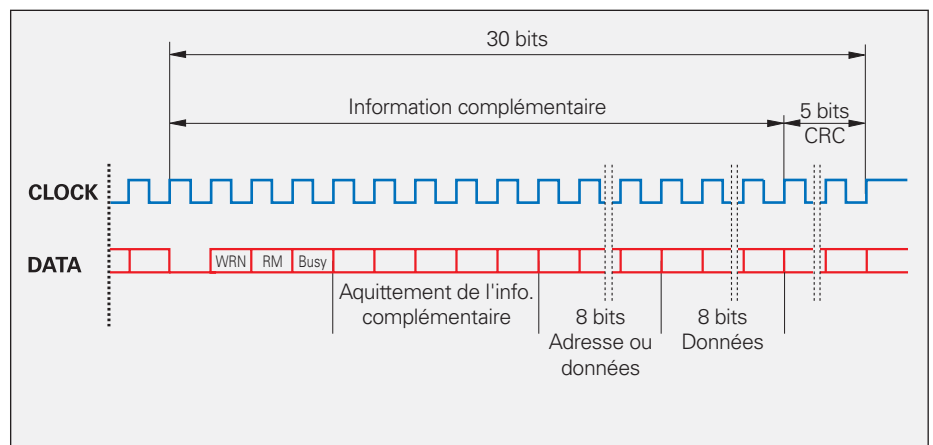 30 bits
Information complémentaire
5 bits
CRC
CLOCK
DATA
WRN
RM
Busy
Aquittement de l'info.
complémentaire
8 bits
Adresse ou
données
8 bits
Données